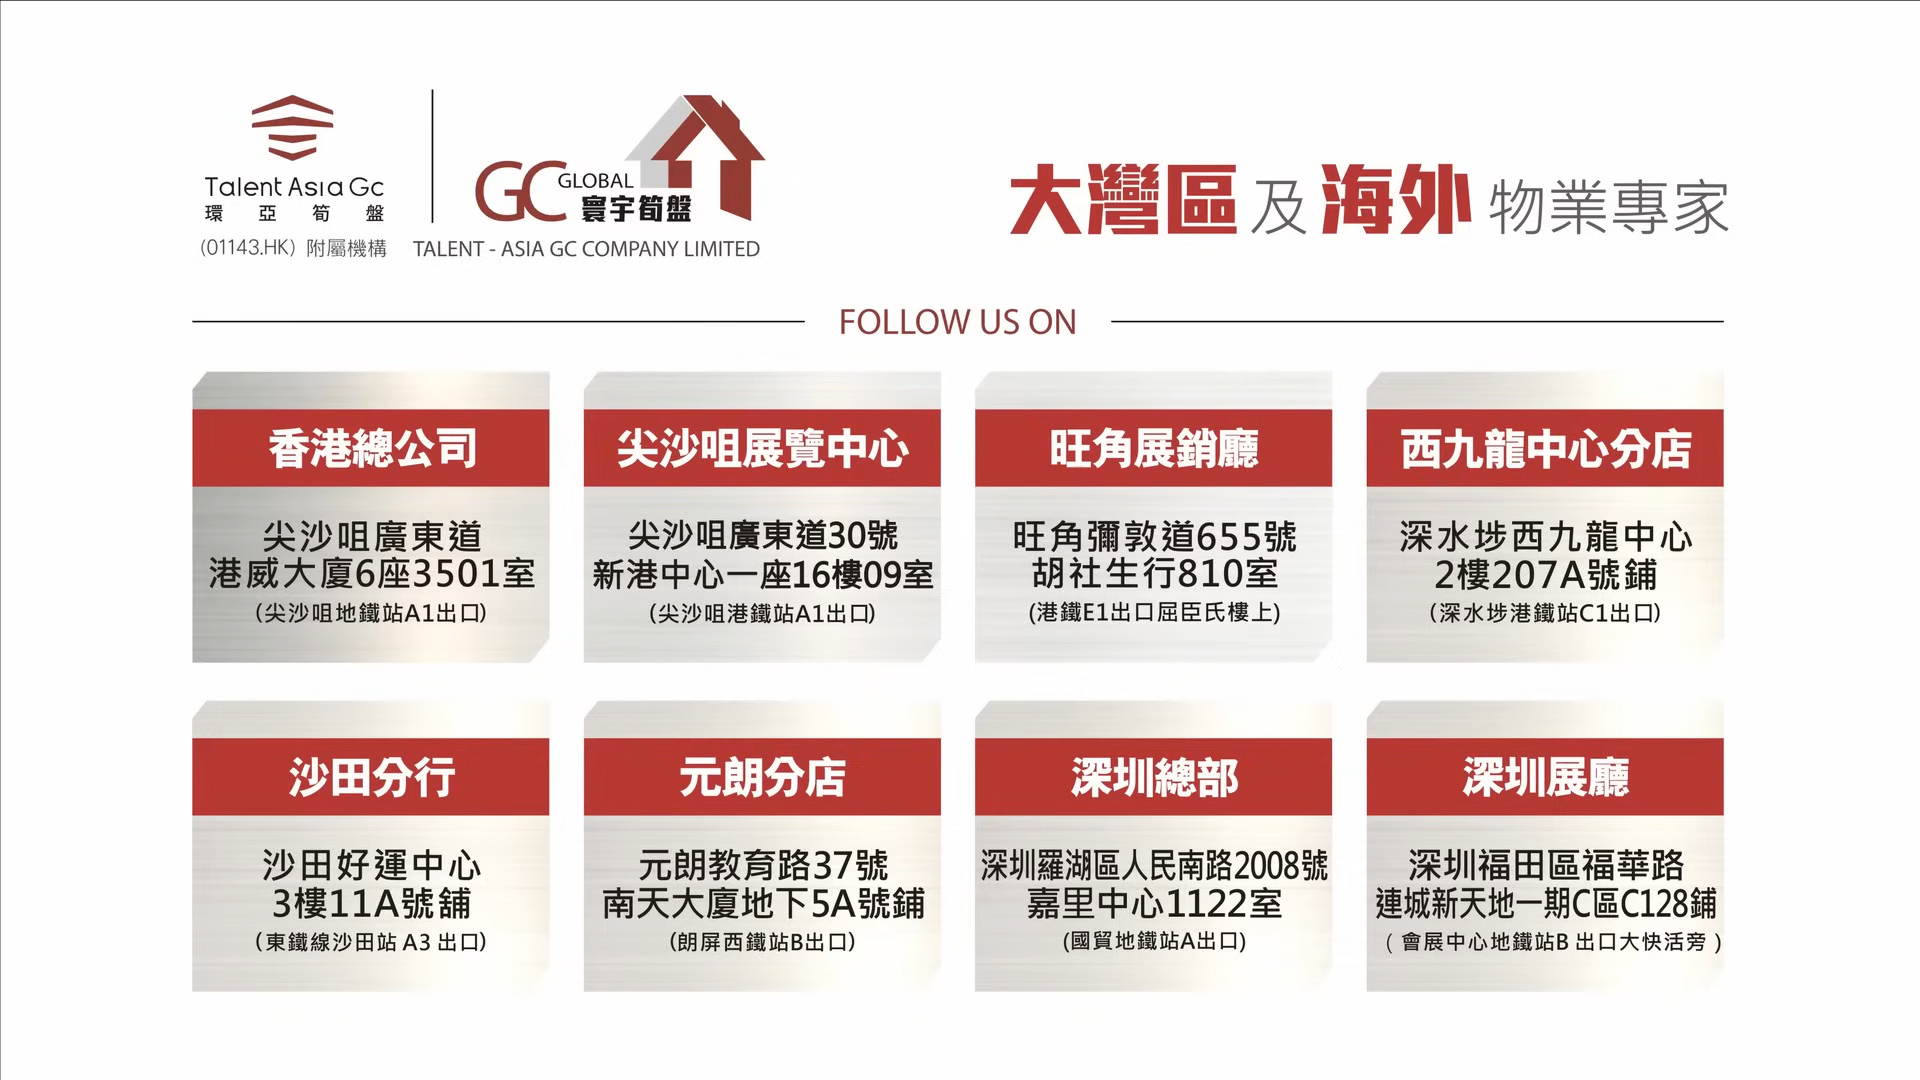 Talent Asia Gc
環亞筍盤
(01143.HK) 附屬機構
GC GLOBAL
寰宇筍盤
TALENT - ASIA GC COMPANY LIMITED
大灣區及海外物業專家
FOLLOW US ON
香港總公司
尖沙咀廣東道
港威大廈6座3501室
(尖沙咀地鐵站A1出口)
尖沙咀展覽中心
尖沙咀廣東道30號
新港中心一座16樓09室
(尖沙咀港鐵站A1出口)
旺角展銷廳
旺角彌敦道655號
胡社生行810室
(港鐵E1出口屈臣氏樓上)
西九龍中心分店
深水埗西九龍中心
2樓207A號鋪
(深水埗港鐵站C1出口)
沙田分行
沙田好運中心
3樓11A號舖
(東鐵線沙田站 A3 出口)
元朗分店
元朗教育路37號
南天大廈地下5A號鋪
(朗屏西鐵站B出口)
深圳總部
深圳羅湖區人民南路2008號
嘉里中心1122室
(國貿地鐵站A出口)
深圳展廳
深圳福田區福華路
連城新天地一期C區C128鋪
( 會展中心地鐵站B 出口大快活旁 )